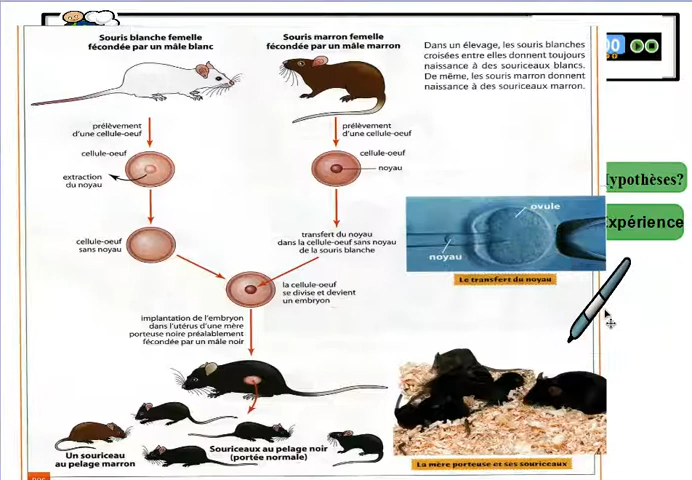 Souris blanche femelle
fécondée par un mâle blanc
Souris marron femelle
fécondée par un mâle marron
Dans un élevage, les souris blanches
croisées entre elles donnent toujours
naissance à des souriceaux blancs.
De même, les souris marron donnent
naissance à des souriceaux marron.
prélèvement
d'une cellule-oeuf
prélèvement
d'une cellule-oeuf
cellule-oeuf
cellule-oeuf
noyau
extraction
du noyau
ypothèses?
xpérience
ovule
noyau
Le transfert du noyau
cellule-oeuf
sans noyau
transfert du noyau
dans la cellule-oeuf sans noyau
de la souris blanche
la cellule-oeuf
se divise et devient
un embryon
implantation de l'embryon
dans l'utérus d'une mère
porteuse noire préalablement
fécondée par un mâle noir
Un souriceau
au pelage marron
Souriceaux au pelage noir
(portée normale)
La mère porteuse et ses souriceaux